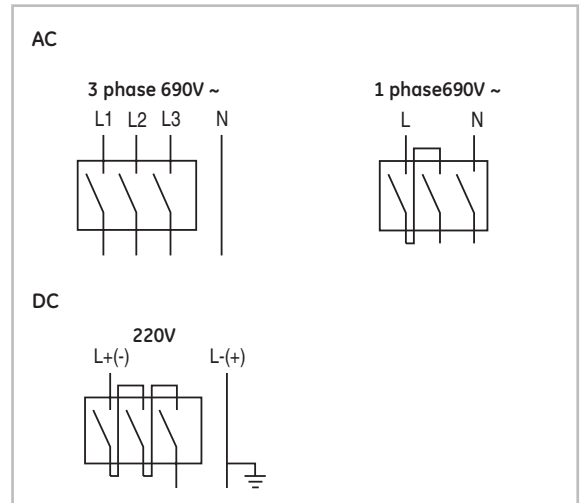 AC
3 phase 690V ~
L1 L2 L3 N
1 phase690V ~
L N
DC
220V
L+(-) L-(+)